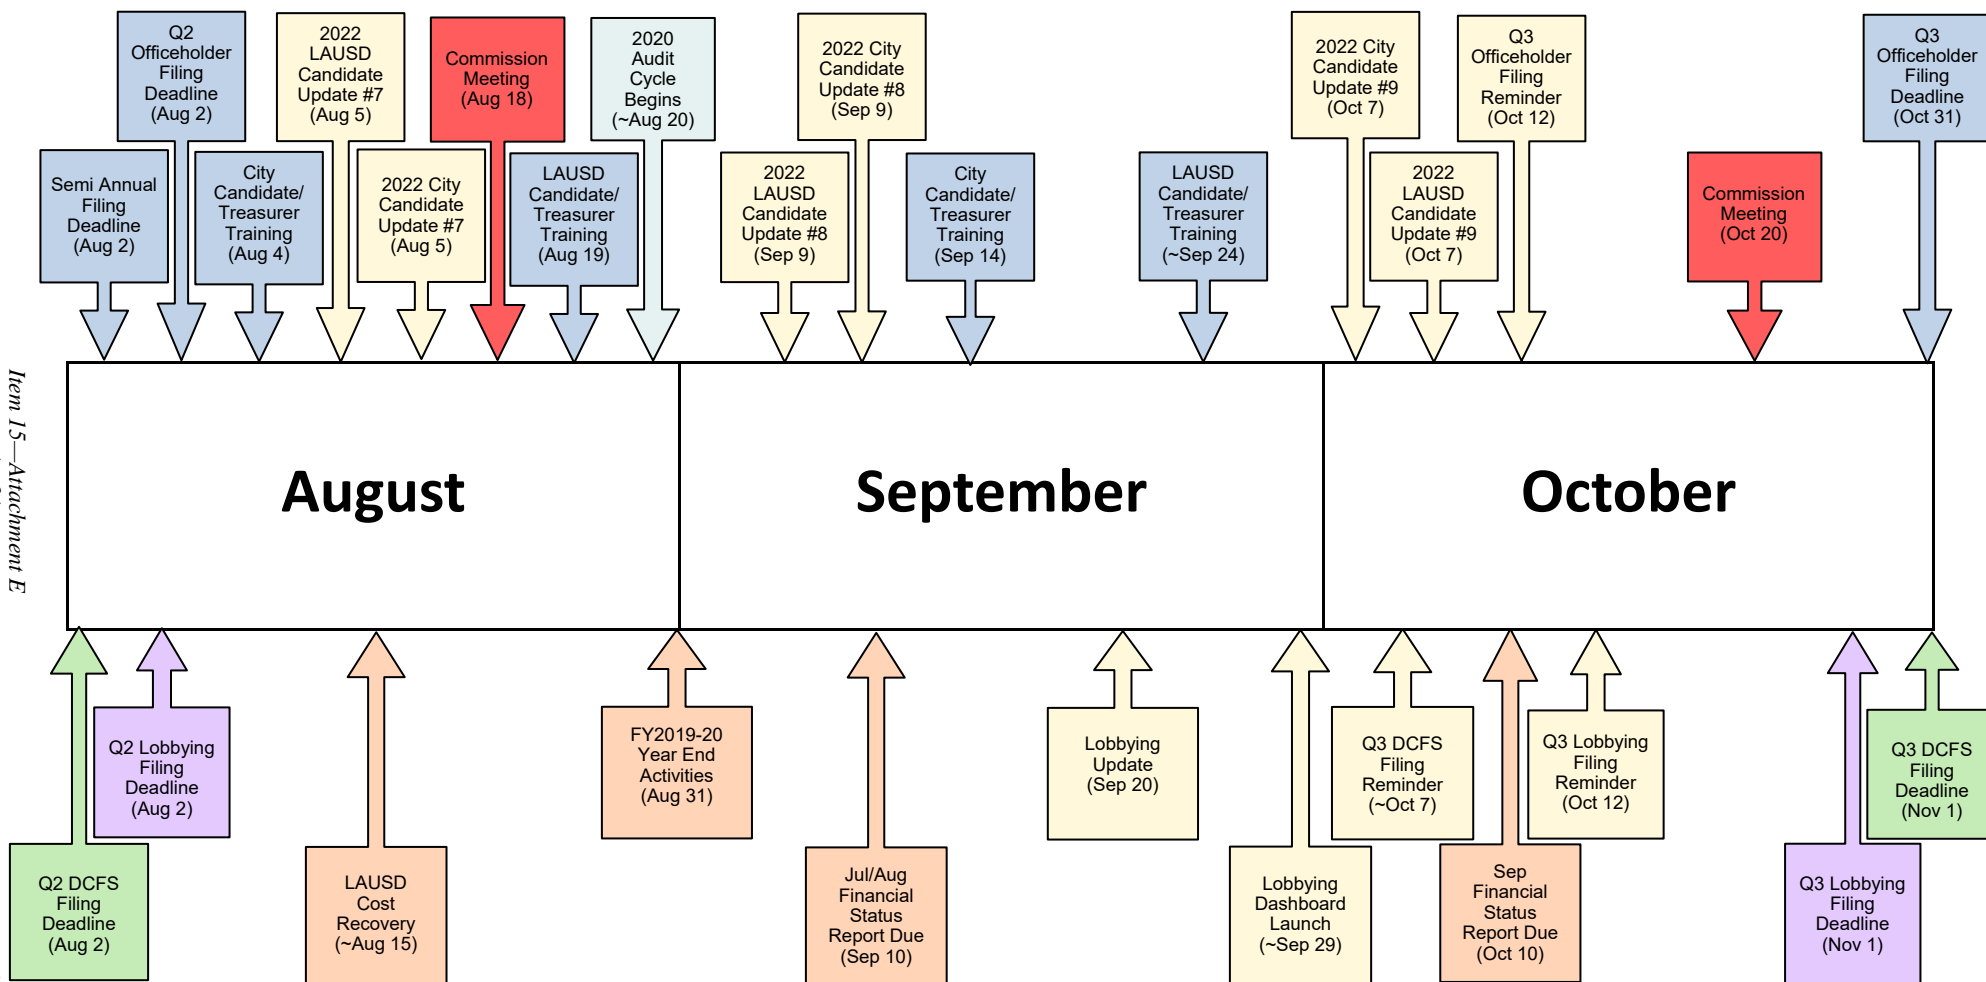 Q2
Officeholder
Filing
Deadline
(Aug 2)
2022
LAUSD
Candidate
Update #7
(Aug 5)
Commission
Meeting
(Aug 18)
2020
Audit
Cycle
Begins
(~Aug 20)
2022 City
Candidate
Update #8
(Sep 9)
2022 City
Candidate
Update #9
(Oct 7)
Q3
Officeholder
Filing
Reminder
(Oct 12)
Q3
Officeholder
Filing
Deadline
(Oct 31)
Semi Annual
Filing
Deadline
(Aug 2)
City
Candidate/
Treasurer
Training
(Aug 4)
2022 City
Candidate
Update #7
(Aug 5)
LAUSD
Candidate/
Treasurer
Training
(Aug 19)
2022
LAUSD
Candidate
Update #8
(Sep 9)
City
Candidate/
Treasurer
Training
(Sep 14)
LAUSD
Candidate/
Treasurer
Training
(~Sep 24)
2022
LAUSD
Candidate
Update #9
(Oct 7)
Commission
Meeting
(Oct 20)
Item 15—Attachment E
August
September
October
Q2 Lobbying
Filing
Deadline
(Aug 2)
FY2019-20
Year End
Activities
(Aug 31)
Lobbying
Update
(Sep 20)
Q3 DCFS
Filing
Reminder
(~Oct 7)
Q3 Lobbying
Filing
Reminder
(Oct 12)
Q3 DCFS
Filing
Deadline
(Nov 1)
Q2 DCFS
Filing
Deadline
(Aug 2)
LAUSD
Cost
Recovery
(~Aug 15)
Jul/Aug
Financial
Status
Report Due
(Sep 10)
Lobbying
Dashboard
Launch
(~Sep 29)
Sep
Financial
Status
Report Due
(Oct 10)
Q3 Lobbying
Filing
Deadline
(Nov 1)